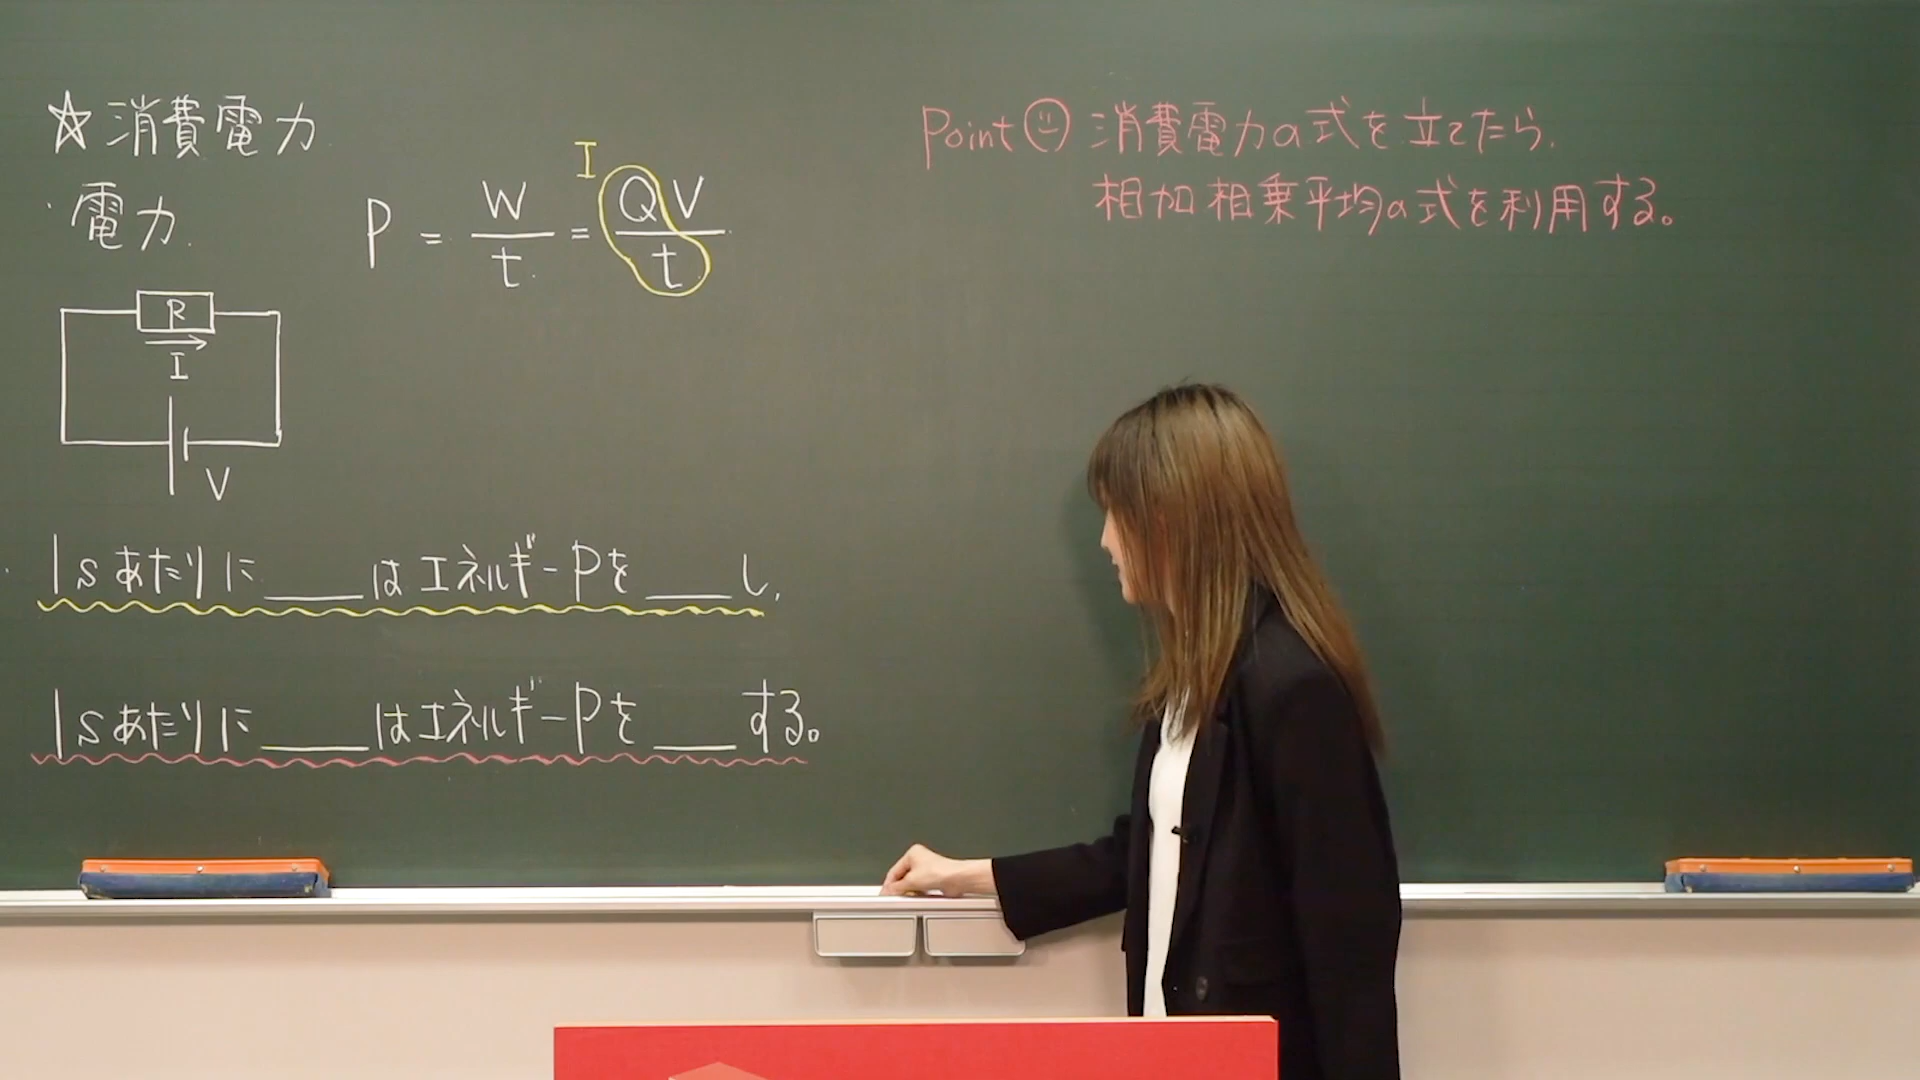 ☆消費電力
・電力
P = W/t = QV/t
I
R
I
V
1sあたりに____はエネルギーPを____し、
1sあたりに____はエネルギーPを____する。
Point 消費電力の式を立てたら、
相加相乗平均の式を利用する。